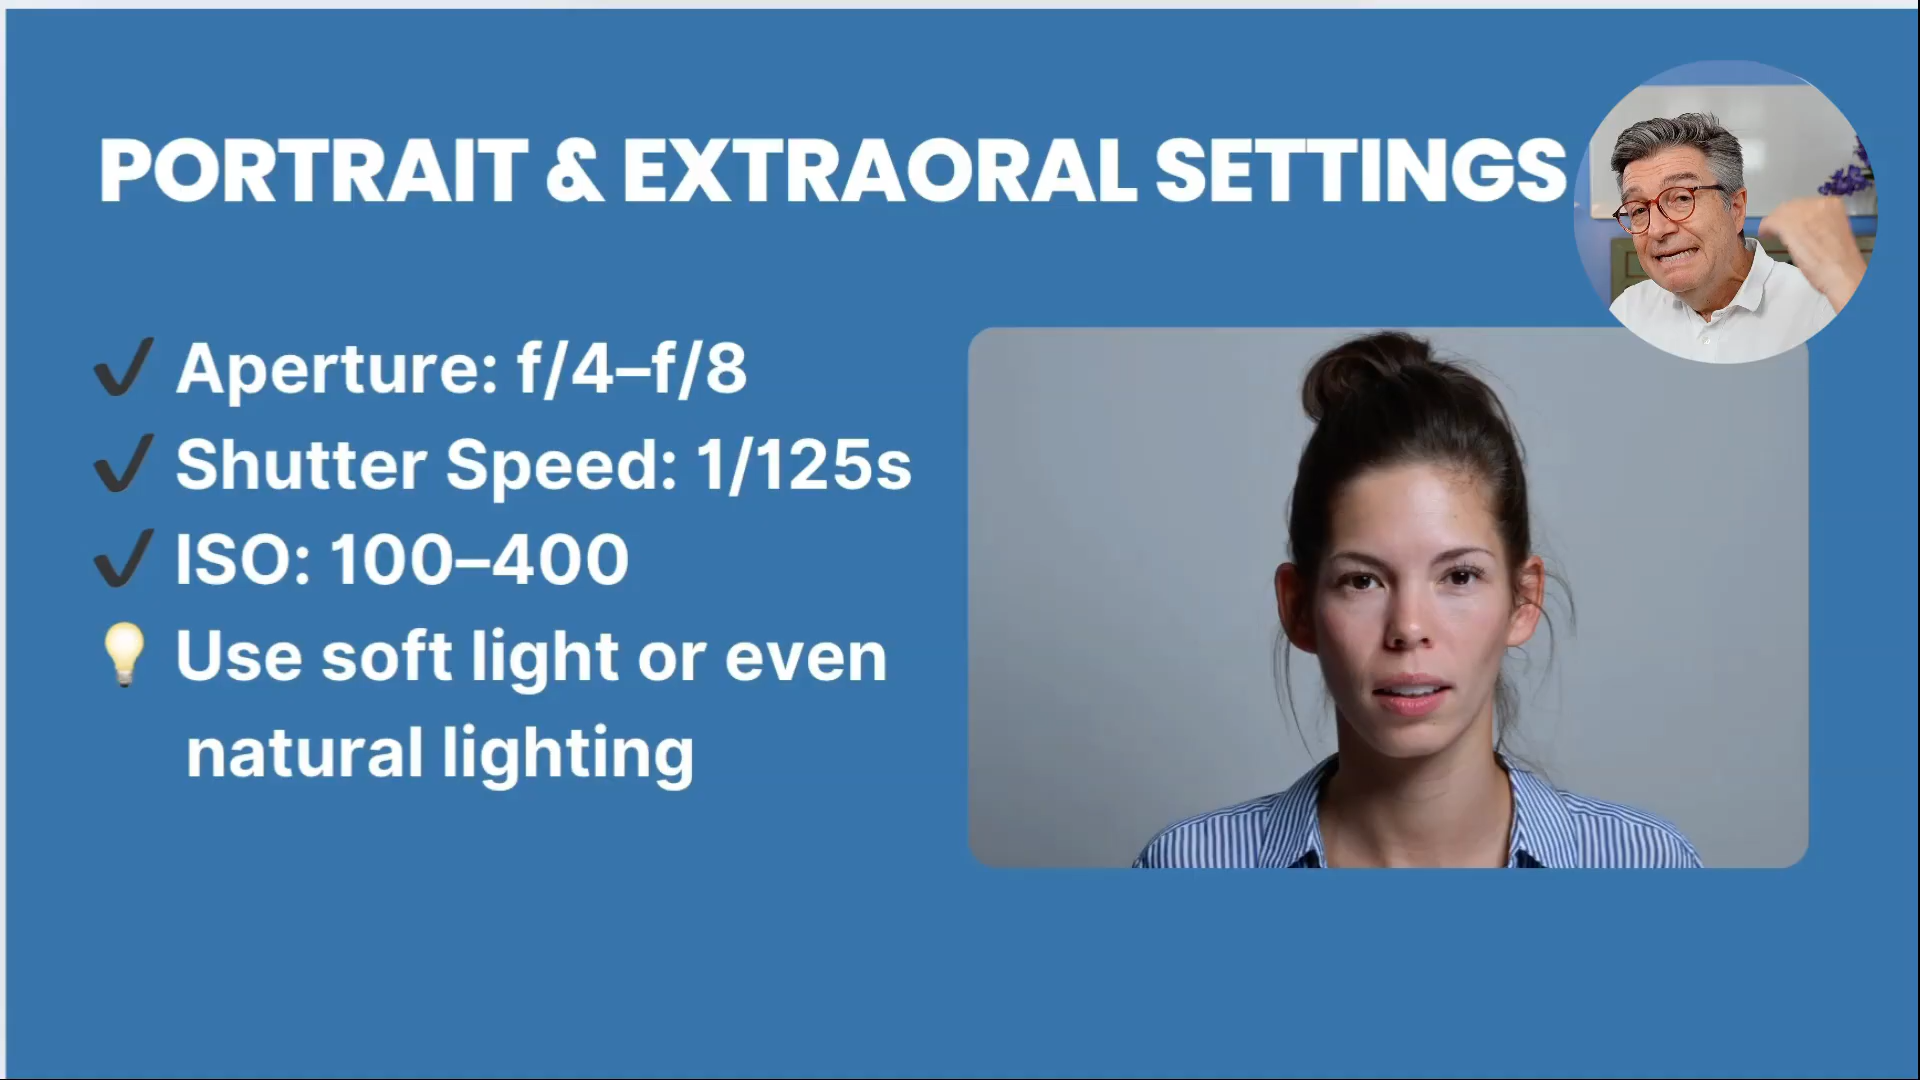 PORTRAIT & EXTRAORAL SETTINGS
✔ Aperture: f/4–f/8
✔ Shutter Speed: 1/125s
✔ ISO: 100–400
💡 Use soft light or even
natural lighting